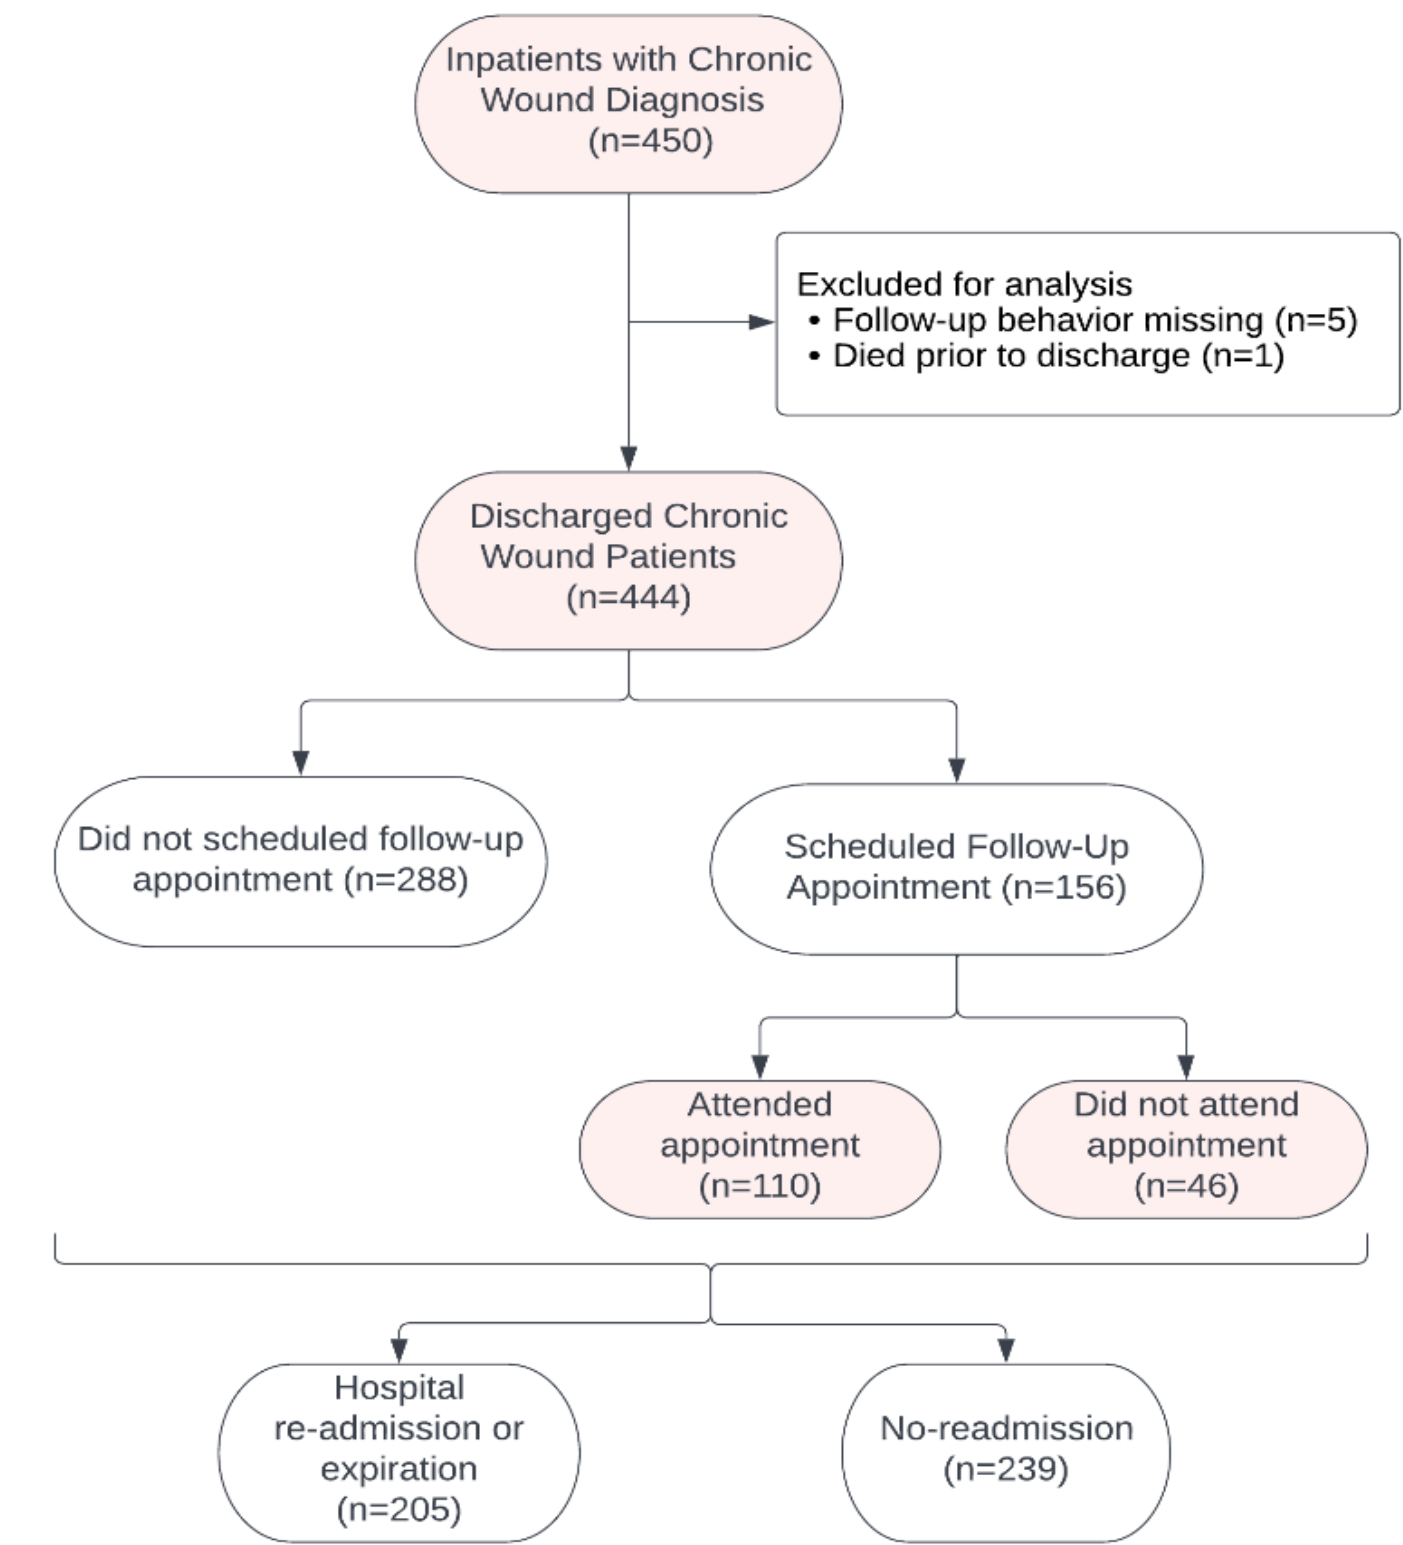 Inpatients with Chronic
Wound Diagnosis
(n=450)
Excluded for analysis
• Follow-up behavior missing (n=5)
• Died prior to discharge (n=1)
Discharged Chronic
Wound Patients
(n=444)
Did not scheduled follow-up
appointment (n=288)
Scheduled Follow-Up
Appointment (n=156)
Attended
appointment
(n=110)
Did not attend
appointment
(n=46)
Hospital
re-admission or
expiration
(n=205)
No-readmission
(n=239)